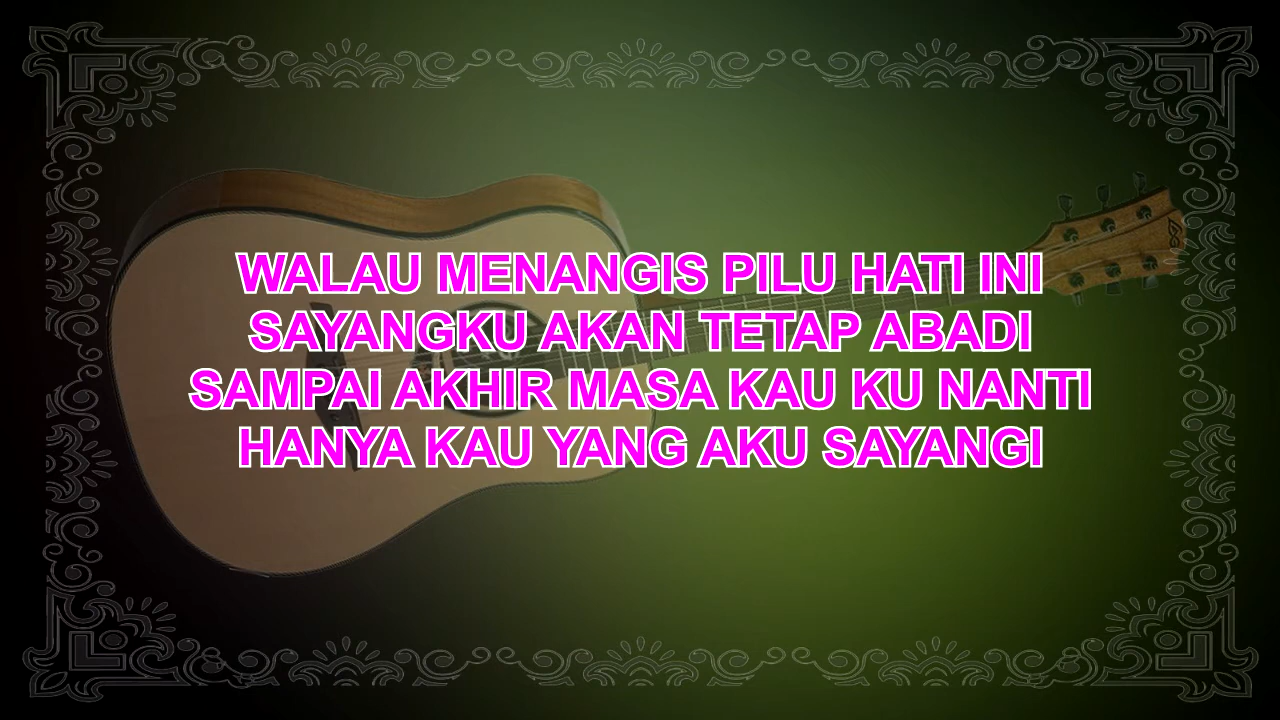 WALAU MENANGIS PILU HATI INI
SAYANGKU AKAN TETAP ABADI
SAMPAI AKHIR MASA KAU KU NANTI
HANYA KAU YANG AKU SAYANGI